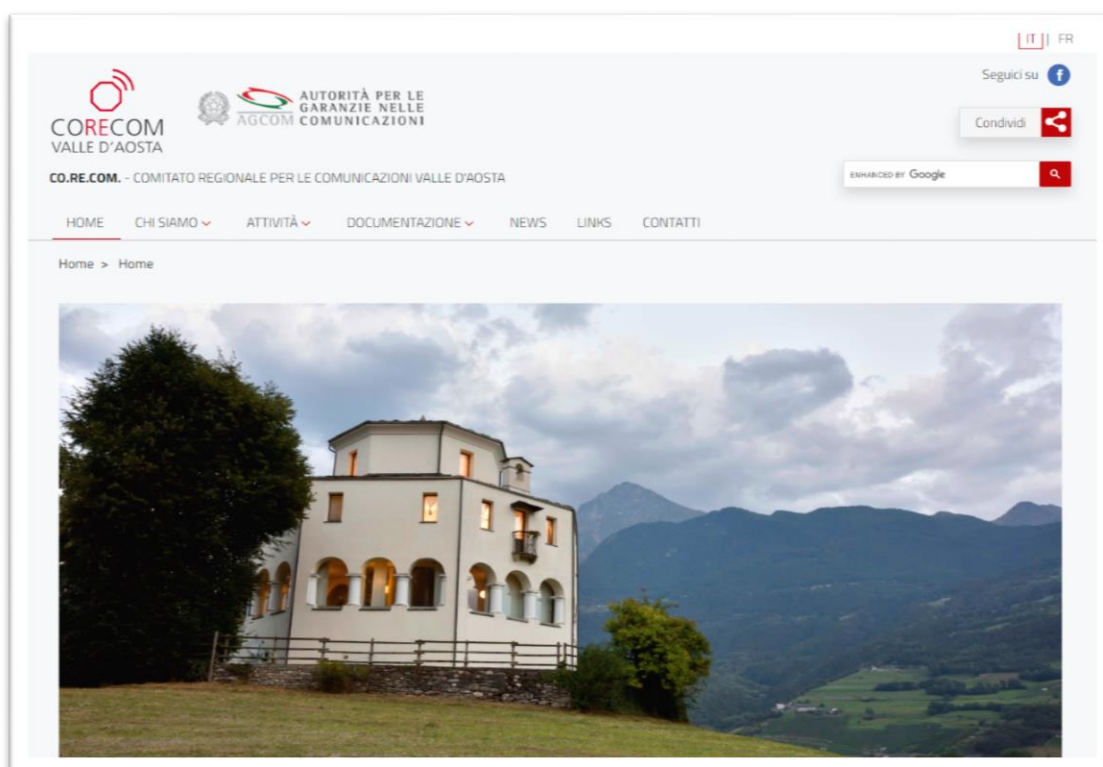 IT | FR
Seguici su
CORECOM
VALLE D'AOSTA
AGCOM
AUTORITÀ PER LE
GARANZIE NELLE
COMUNICAZIONI
Condividi
CO.RE.COM. - COMITATO REGIONALE PER LE COMUNICAZIONI VALLE D'AOSTA
ENHANCED BY Google
HOME CHI SIAMO ATTIVITÀ DOCUMENTAZIONE NEWS LINKS CONTATTI
Home > Home